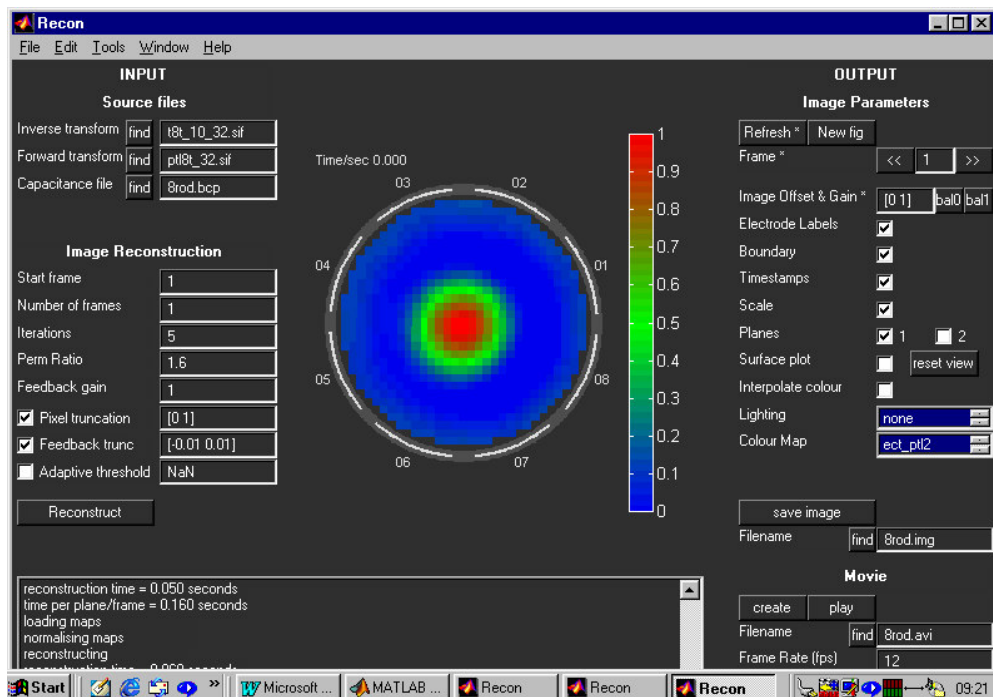 Recon
File Edit Tools Window Help
INPUT
Source files
Inverse transform find t8t_10_32.sif
Forward transform find ptl8t_32.sif
Capacitance file find 8rod.bcp
Image Reconstruction
Start frame 1
Number of frames 1
Iterations 5
Perm Ratio 1.6
Feedback gain 1
Pixel truncation [0 1]
Feedback trunc [-0.01 0.01]
Adaptive threshold NaN
Reconstruct
Time/sec 0.000
03 02
04 01
05 08
06 07
1
0.9
0.8
0.7
0.6
0.5
0.4
0.3
0.2
0.1
0
OUTPUT
Image Parameters
Refresh * New fig
Frame * << 1 >>
Image Offset & Gain * [0 1] bal0 bal1
Electrode Labels
Boundary
Timestamps
Scale
Planes 1 2
Surface plot reset view
Interpolate colour
Lighting none
Colour Map ect_ptl2
save image
Filename find 8rod.img
Movie
create play
Filename find 8rod.avi
Frame Rate (fps) 12
reconstruction time = 0.050 seconds
time per plane/frame = 0.160 seconds
loading maps
normalising maps
reconstructing
Start » Microsoft ... MATLAB ... Recon Recon Recon 09:21